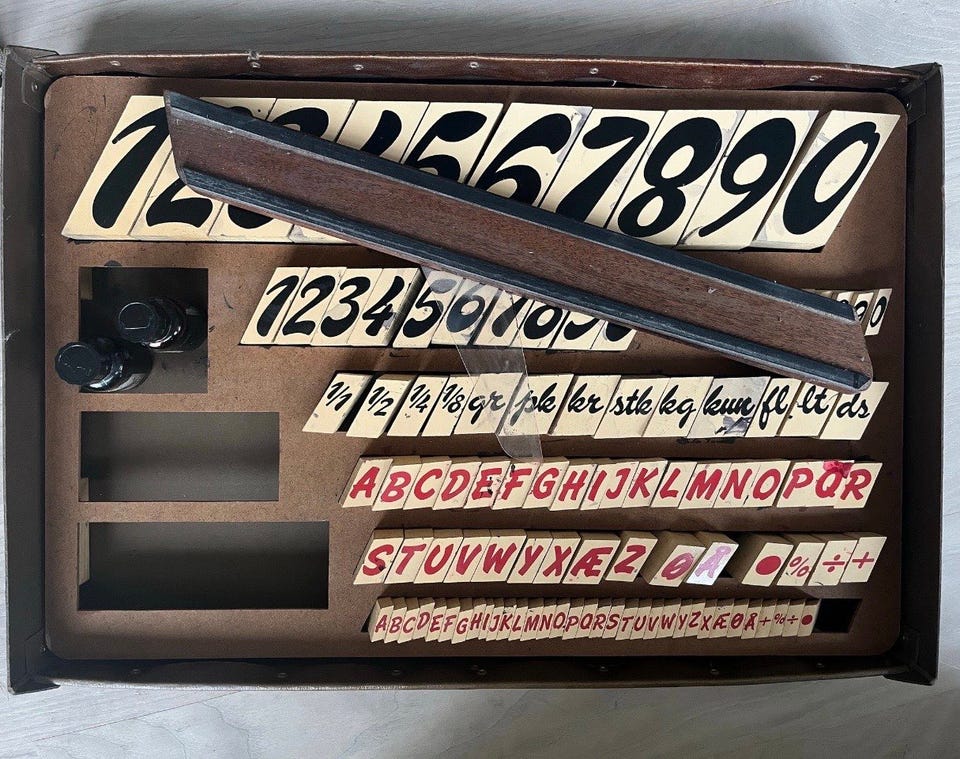 1234567890
1234567890 90
1/1 1/2 1/4 1/8 gr pk kr stk kg kun fl. lt ds
ABCDEFGHIJKLMNOPQR
STUVWYXÆZØÅ●%÷+
ABCDEFGHIJKLMNOPQRSTUVWYZXÆØÅ+%÷●